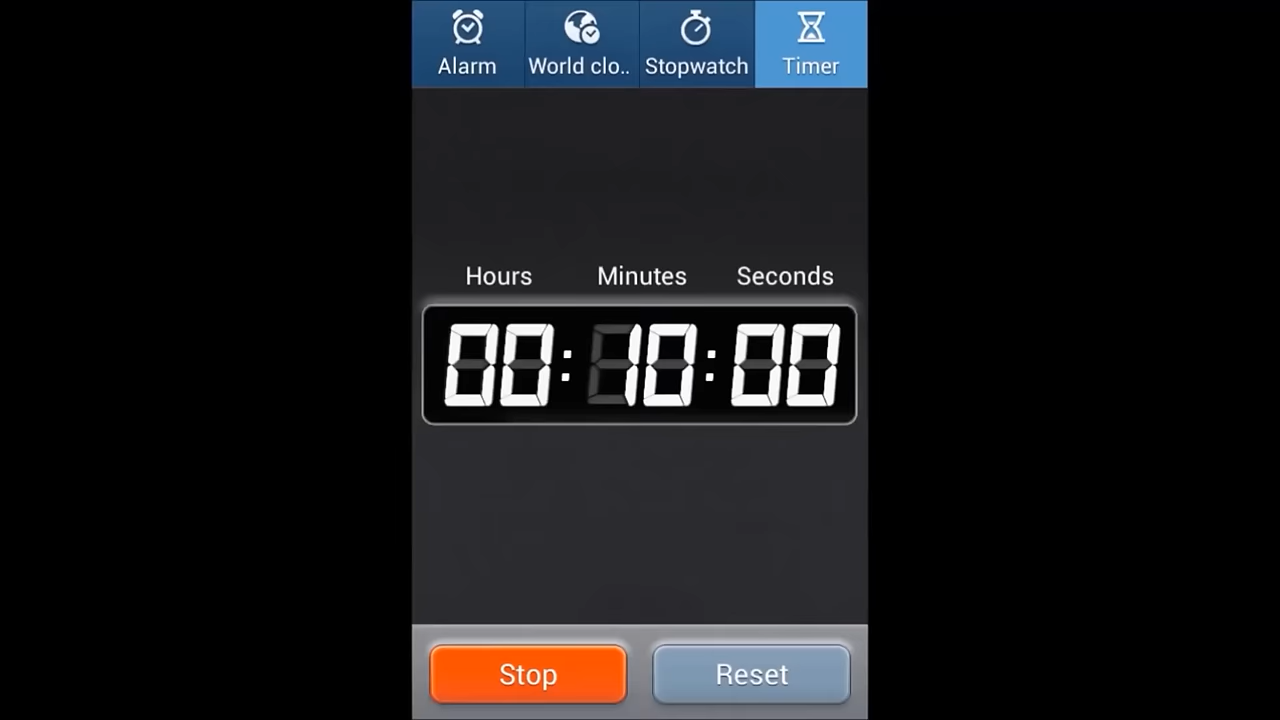 Alarm World clo.. Stopwatch Timer
Hours Minutes Seconds
00:10:00
Stop Reset